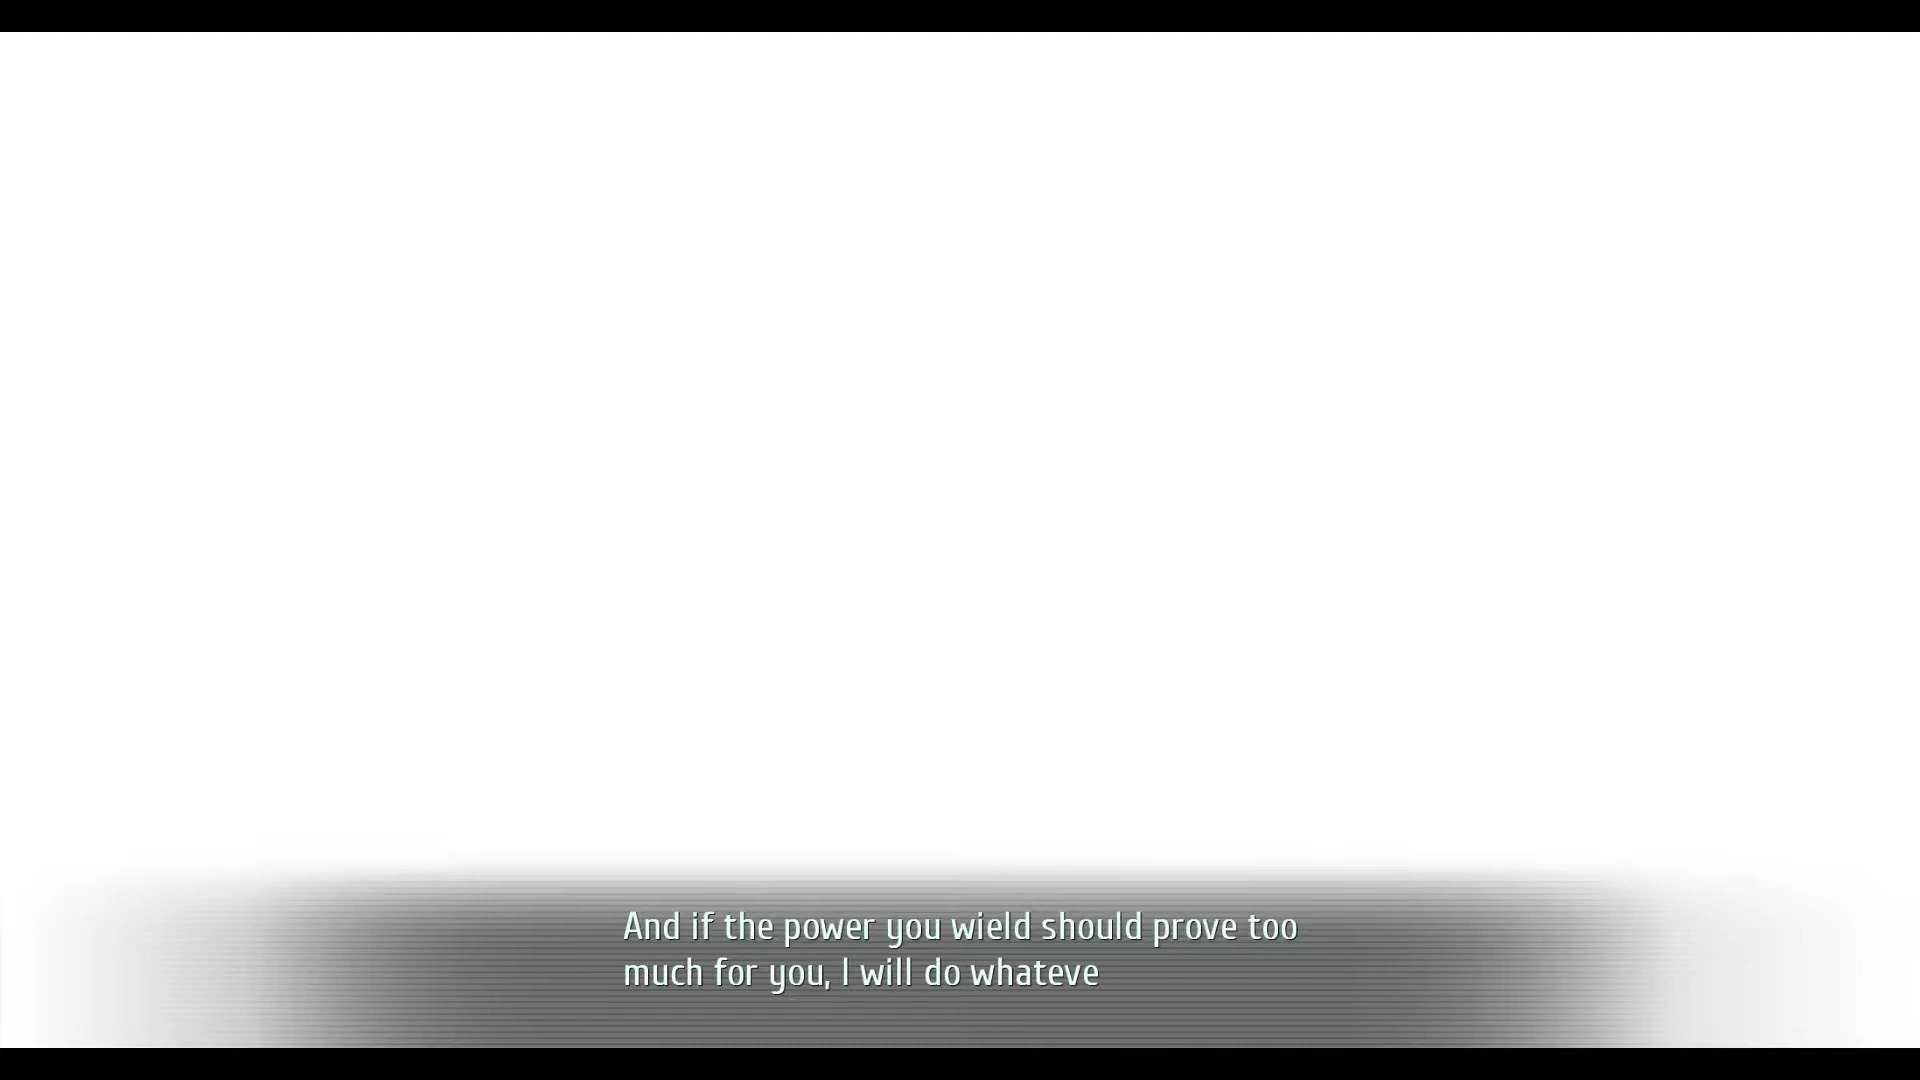 And if the power you wield should prove too
much for you, I will do whateve